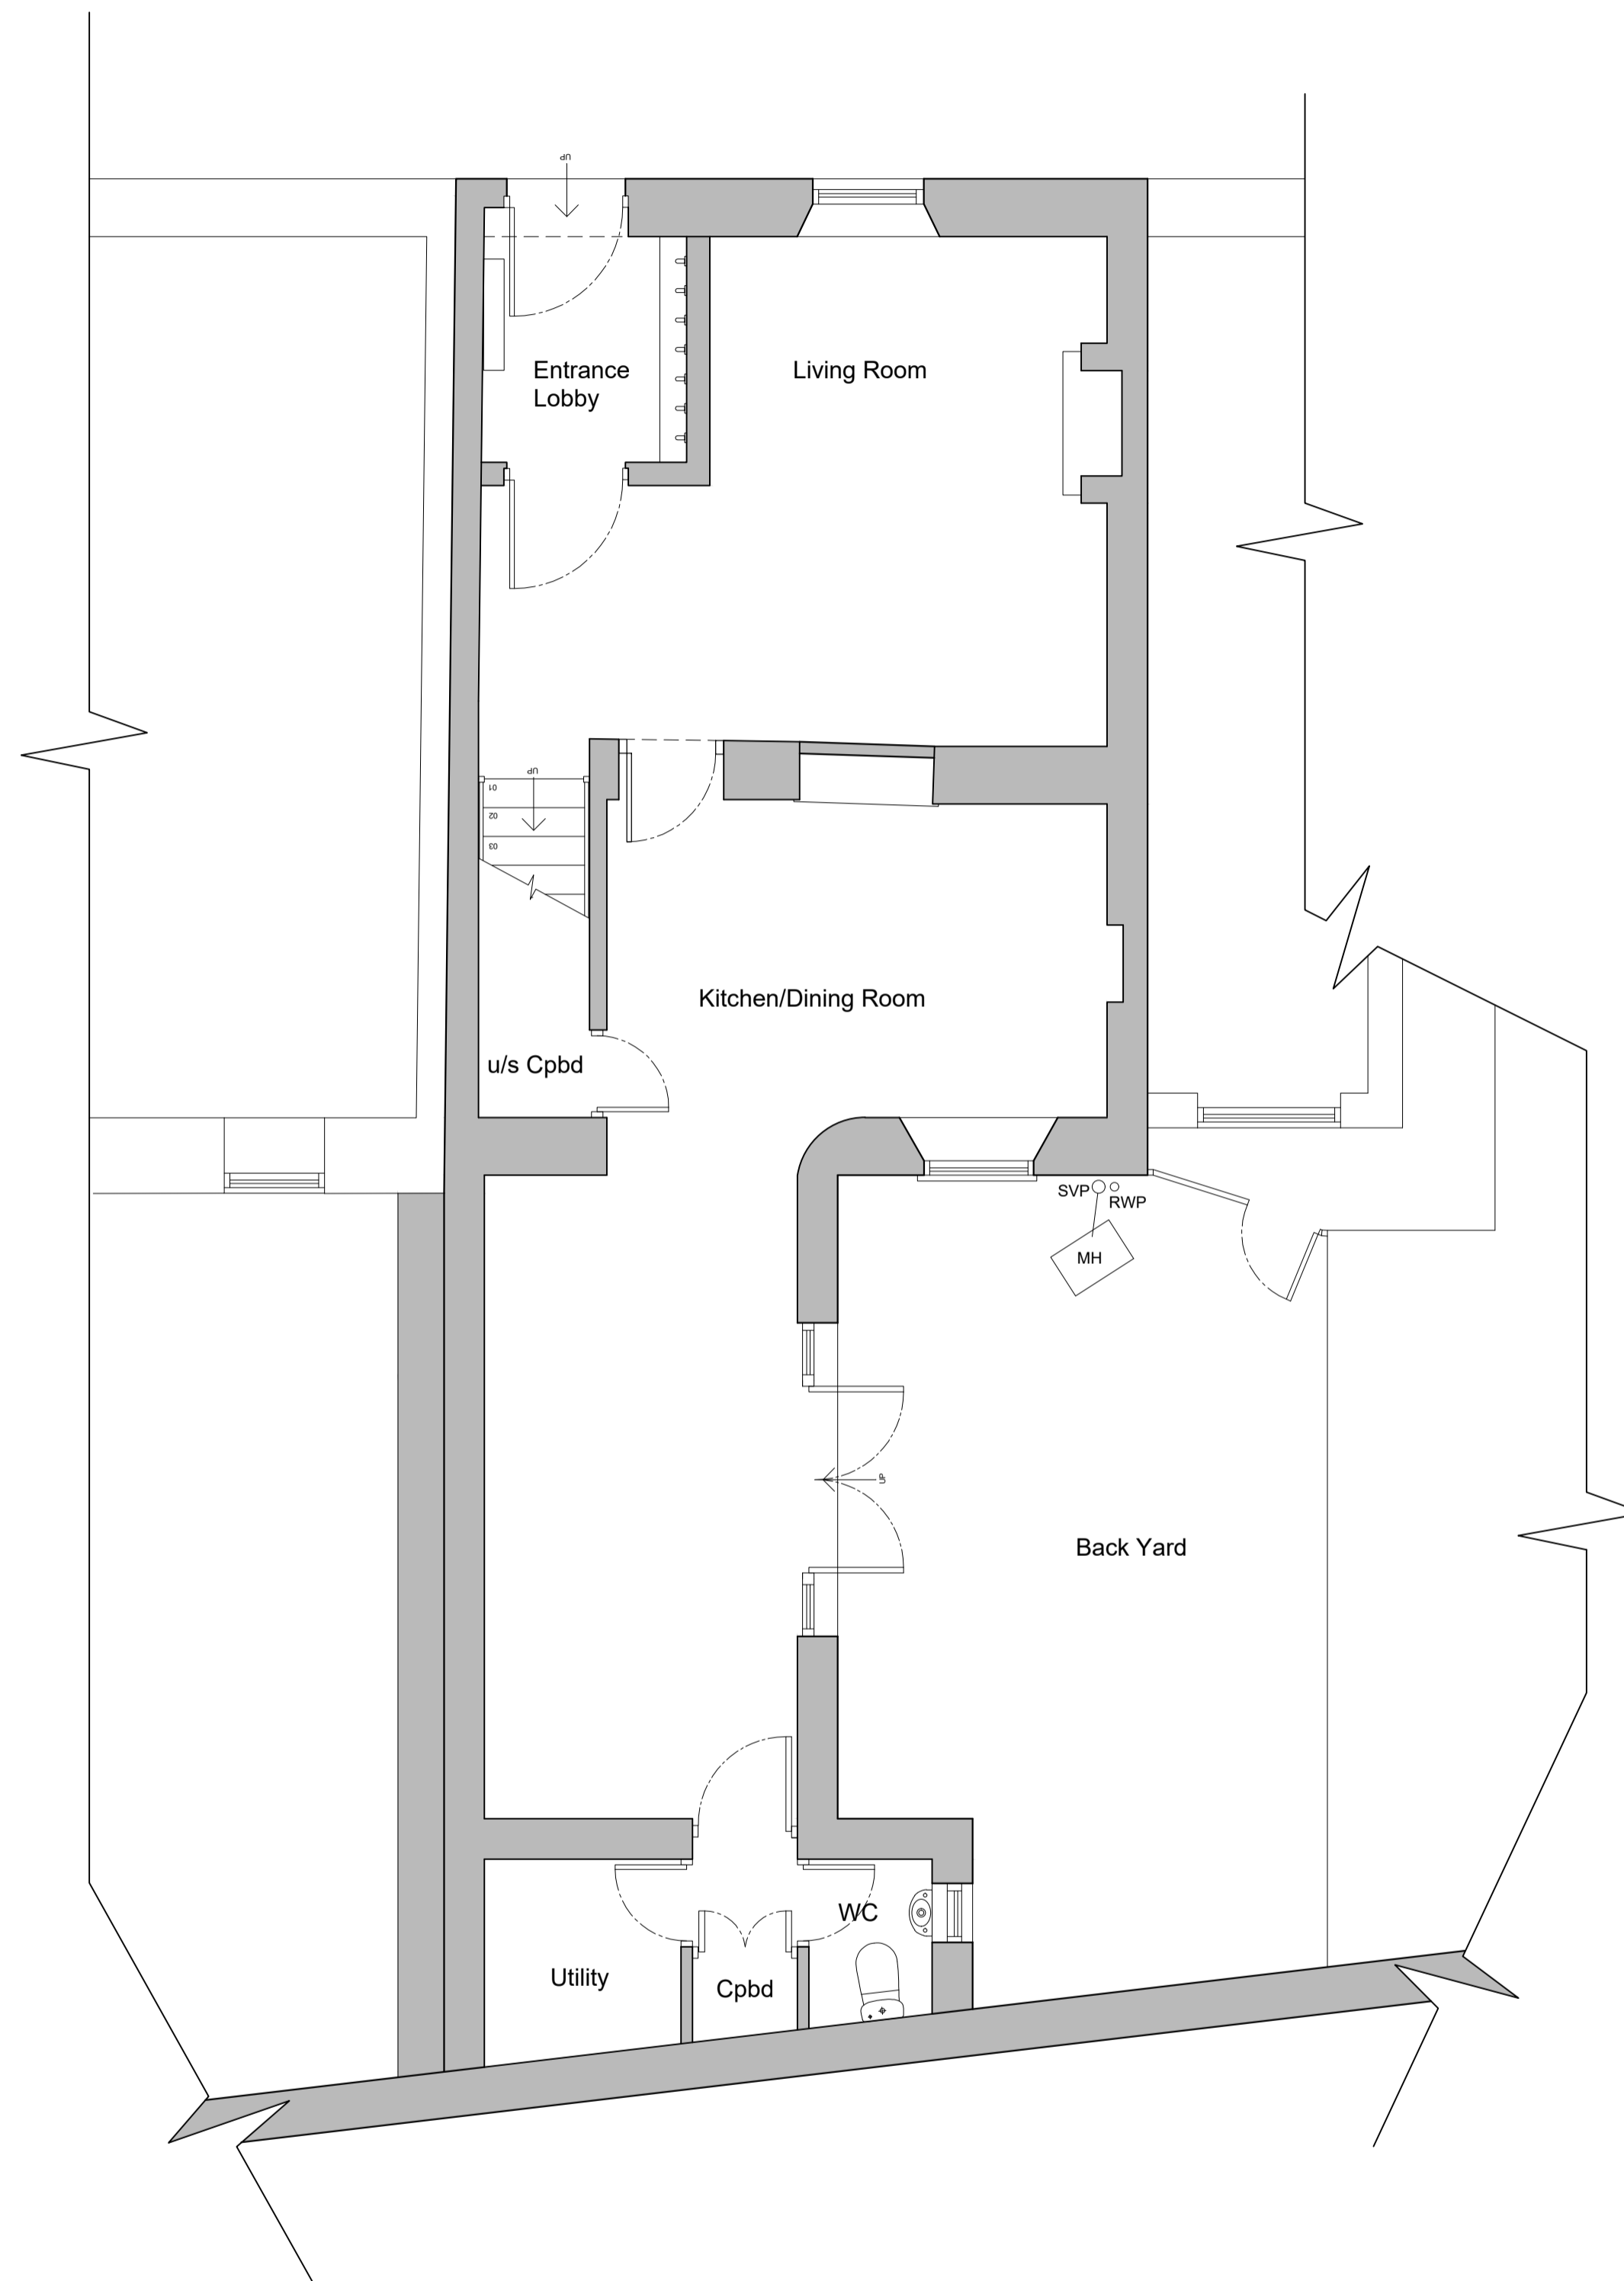 UP
Entrance
Lobby
Living Room
UP
01
02
03
Kitchen/Dining Room
u/s Cpbd
SVP
RWP
MH
UP
Back Yard
WC
Utility
Cpbd